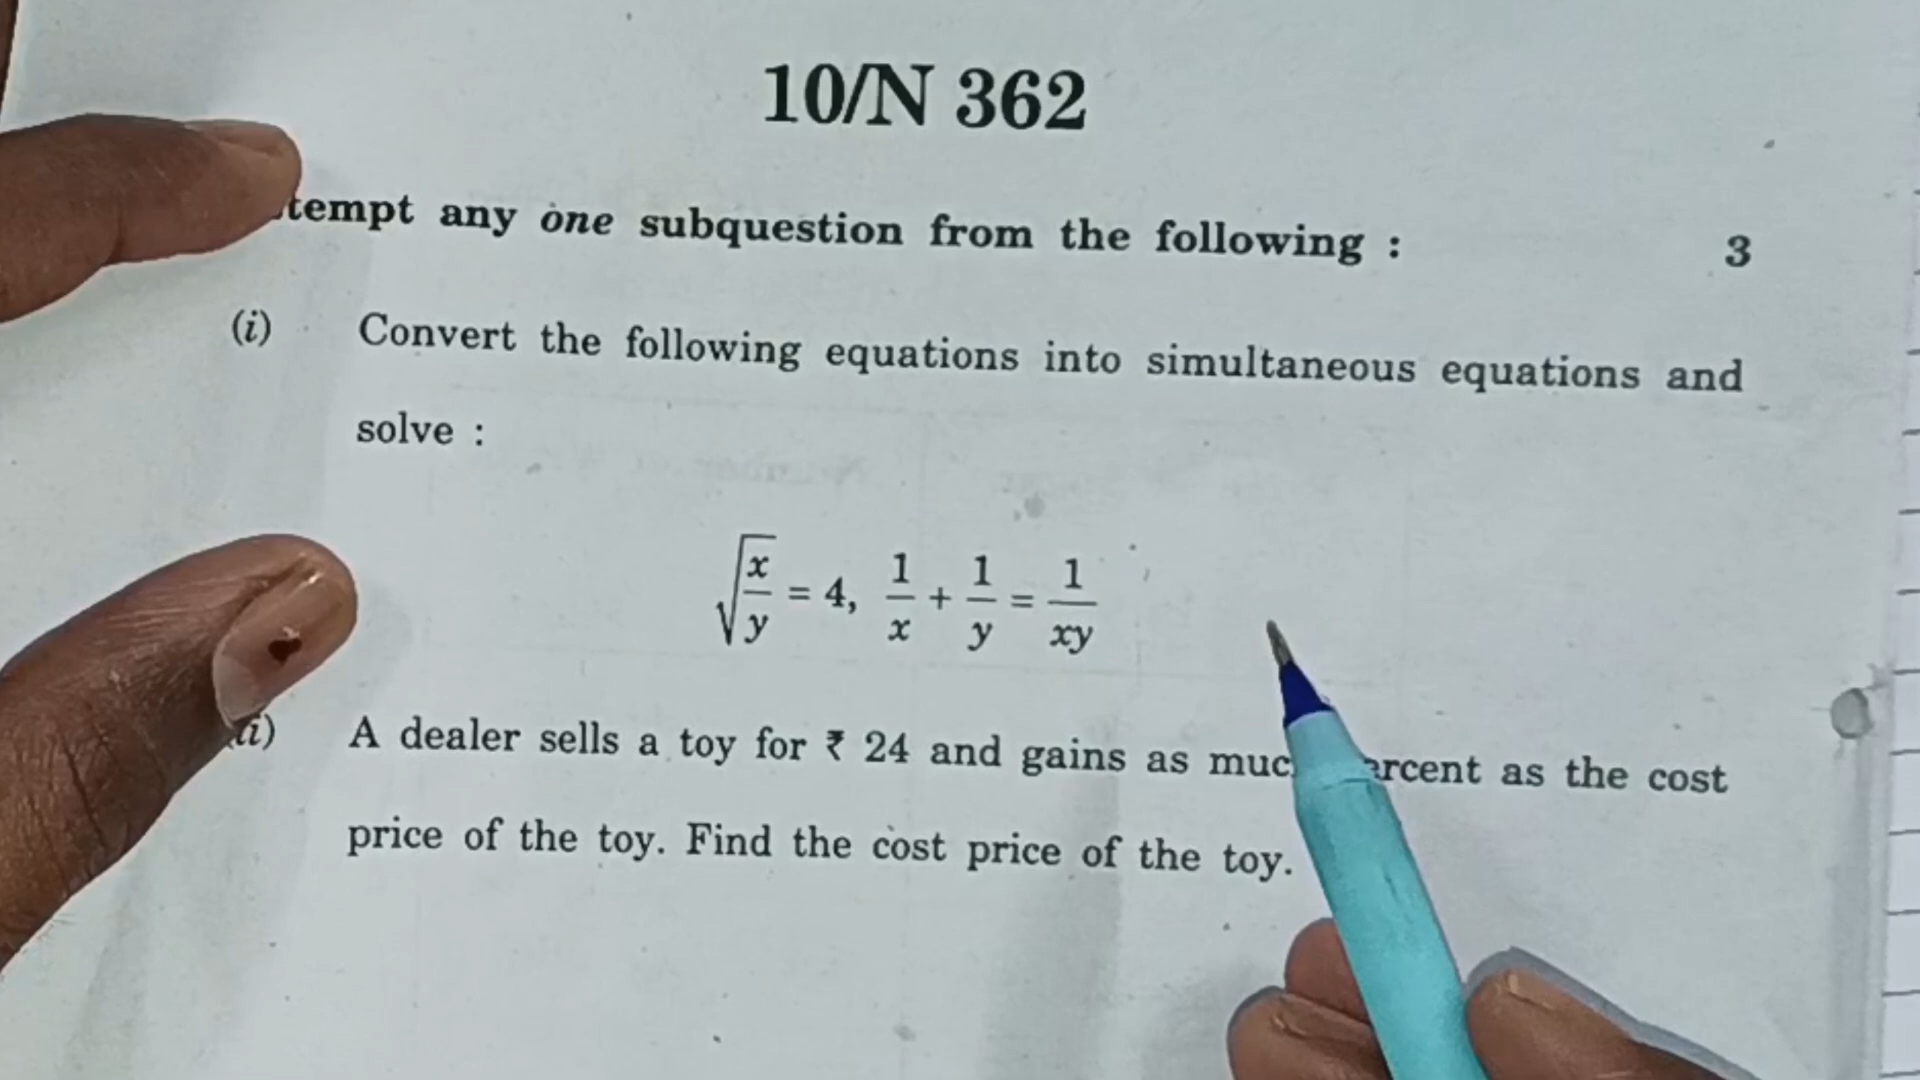 10/N 362
tempt any one subquestion from the following : 3
(i) Convert the following equations into simultaneous equations and
solve :
√(x/y) = 4, 1/x + 1/y = 1/xy
A dealer sells a toy for ₹ 24 and gains as as the cost
price of the toy. Find the cost price of the toy.